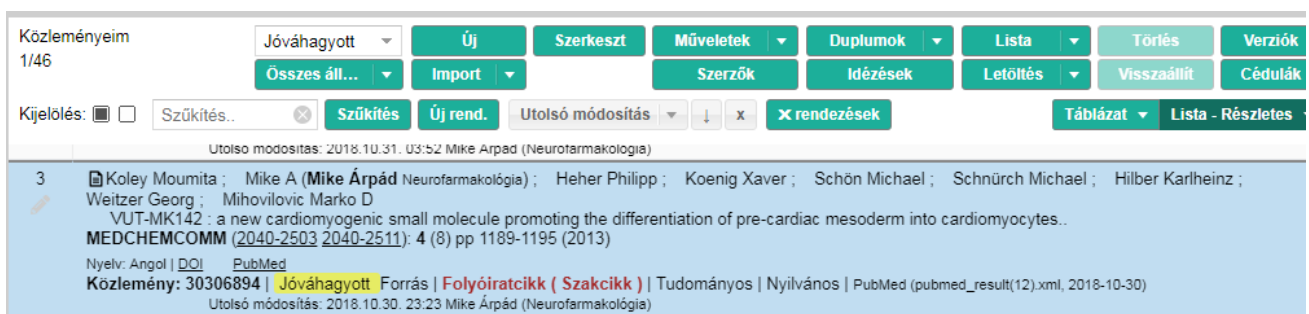 Közleményeim
1/46
Jóváhagyott Új Szerkeszt Műveletek Duplumok Lista Törlés Verziók
Összes áll... Import Szerzők Idézések Letöltés Visszaállít Cédulák
Kijelölés: Szűkítés.. Szűkítés Új rend. Utolsó módosítás ↓ x ✕ rendezések Táblázat Lista - Részletes
Utolsó módosítás: 2018.10.31. 03:52 Mike Árpád (Neurofarmakológia)
3 Koley Moumita ; Mike A (Mike Árpád Neurofarmakológia) ; Heher Philipp ; Koenig Xaver ; Schön Michael ; Schnürch Michael ; Hilber Karlheinz ;
Weitzer Georg ; Mihovilovic Marko D
VUT-MK142 : a new cardiomyogenic small molecule promoting the differentiation of pre-cardiac mesoderm into cardiomyocytes..
MEDCHEMCOMM (2040-2503 2040-2511): 4 (8) pp 1189-1195 (2013)
Nyelv: Angol | DOI PubMed
Közlemény: 30306894 | Jóváhagyott Forrás | Folyóiratcikk ( Szakcikk ) | Tudományos | Nyilvános | PubMed (pubmed_result(12).xml, 2018-10-30)
Utolsó módosítás: 2018.10.30. 23:23 Mike Árpád (Neurofarmakológia)